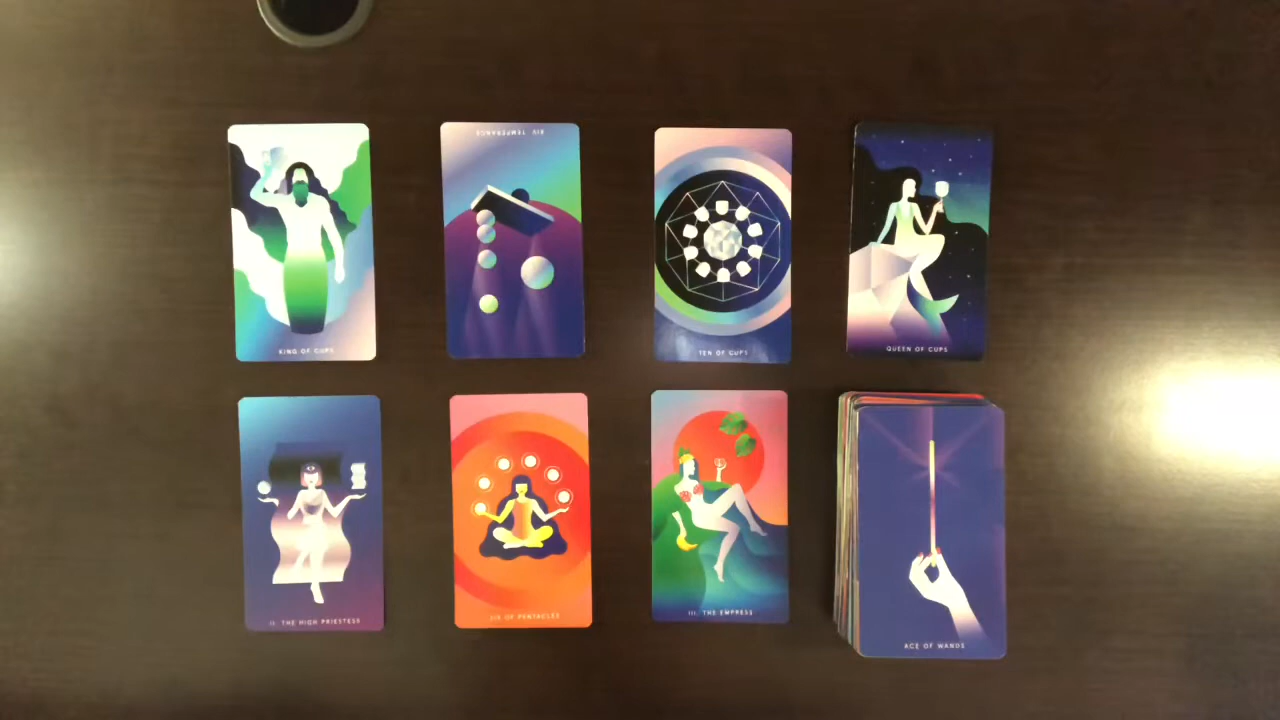 KING OF CUPS
XIV TEMPERANCE
TEN OF CUPS
QUEEN OF CUPS
II. THE HIGH PRIESTESS
SIX OF PENTACLES
III. THE EMPRESS
ACE OF WANDS